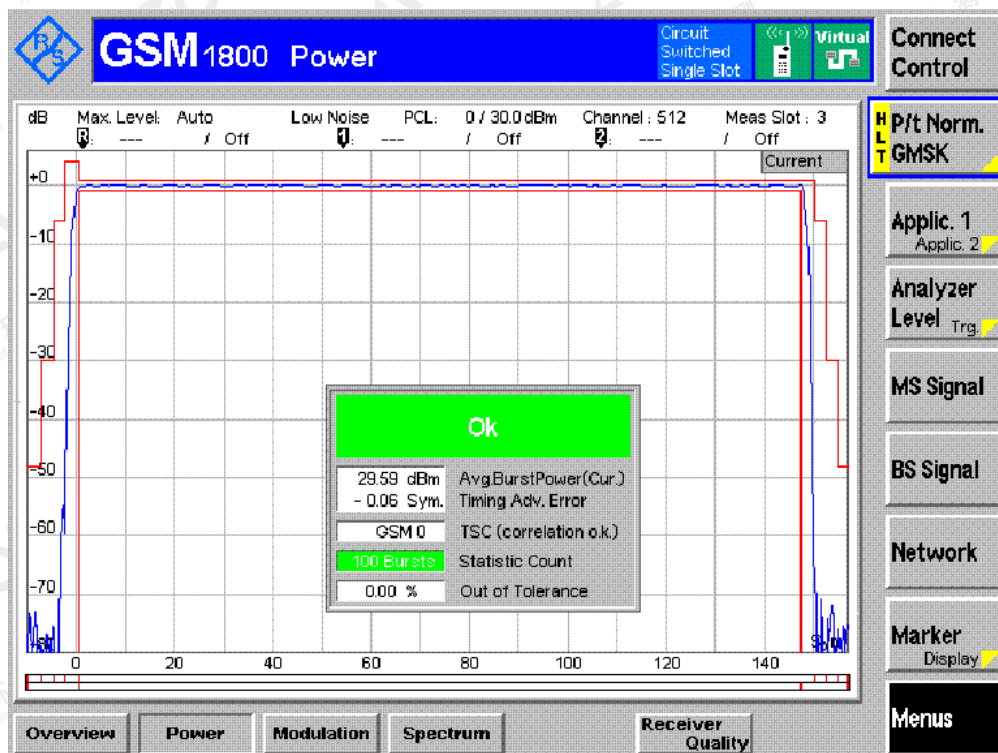 R/S
GSM 1800 Power
Circuit
Switched
Single Slot
Virtual
Connect
Control
dB Max. Level: Auto Low Noise PCL: 0 / 30.0 dBm Channel : 512 Meas Slot : 3
R: --- / Off 1: --- / Off 2: --- / Off
Current
HLT
P/t Norm.
GMSK
Applic. 1
Applic. 2
Analyzer
Level Trg.
MS Signal
BS Signal
Network
Marker
Display
Menus
+0
-10
-20
-30
-40
-50
-60
-70
Ok
29.59 dBm Avg.BurstPower(Cur.)
- 0.06 Sym. Timing Adv. Error
GSM 0 TSC (correlation o.k.)
100 Bursts Statistic Count
0.00 % Out of Tolerance
0 20 40 60 80 100 120 140
Overview Power Modulation Spectrum
Receiver
Quality